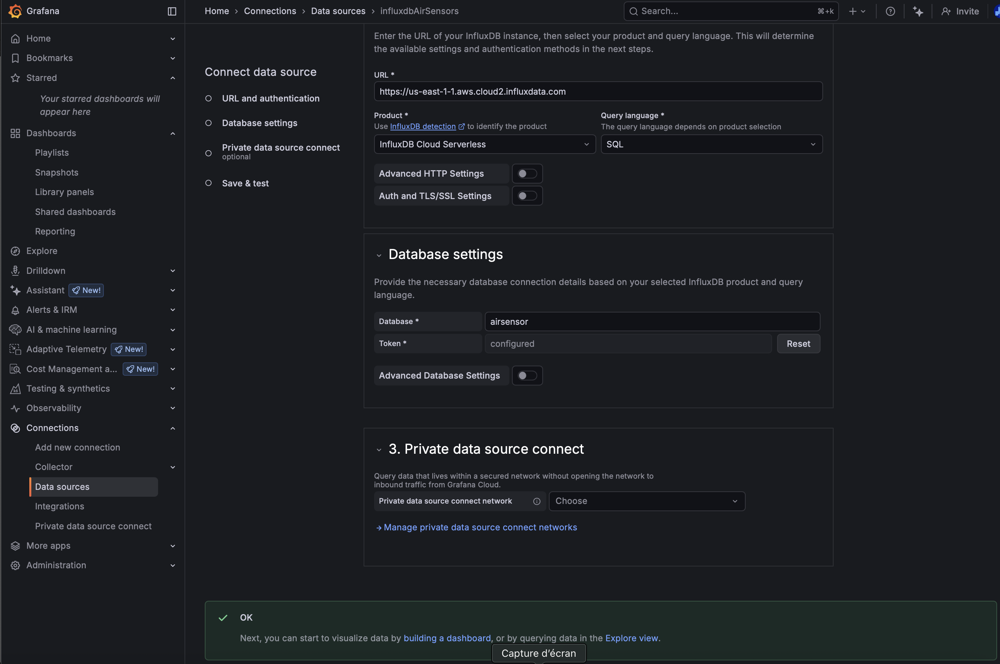 Grafana
Home › Connections › Data sources › influxdbAirSensors
Search... ⌘+k
Invite
Home
Bookmarks
Starred
Your starred dashboards will
appear here
Dashboards
Playlists
Snapshots
Library panels
Shared dashboards
Reporting
Explore
Drilldown
Assistant New!
Alerts & IRM
AI & machine learning
Adaptive Telemetry New!
Cost Management a... New!
Testing & synthetics
Observability
Connections
Add new connection
Collector
Data sources
Integrations
Private data source connect
More apps
Administration
Connect data source
URL and authentication
Database settings
Private data source connect
optional
Save & test
Enter the URL of your InfluxDB instance, then select your product and query language. This will determine
the available settings and authentication methods in the next steps.
URL *
https://us-east-1-1.aws.cloud2.influxdata.com
Product *
Use InfluxDB detection to identify the product
InfluxDB Cloud Serverless
Query language *
The query language depends on product selection
SQL
Advanced HTTP Settings
Auth and TLS/SSL Settings
Database settings
Provide the necessary database connection details based on your selected InfluxDB product and query
language.
Database * airsensor
Token * configured Reset
Advanced Database Settings
3. Private data source connect
Query data that lives within a secured network without opening the network to
inbound traffic from Grafana Cloud.
Private data source connect network Choose
→ Manage private data source connect networks
OK
Next, you can start to visualize data by building a dashboard, or by querying data in the Explore view.
Capture d’écran